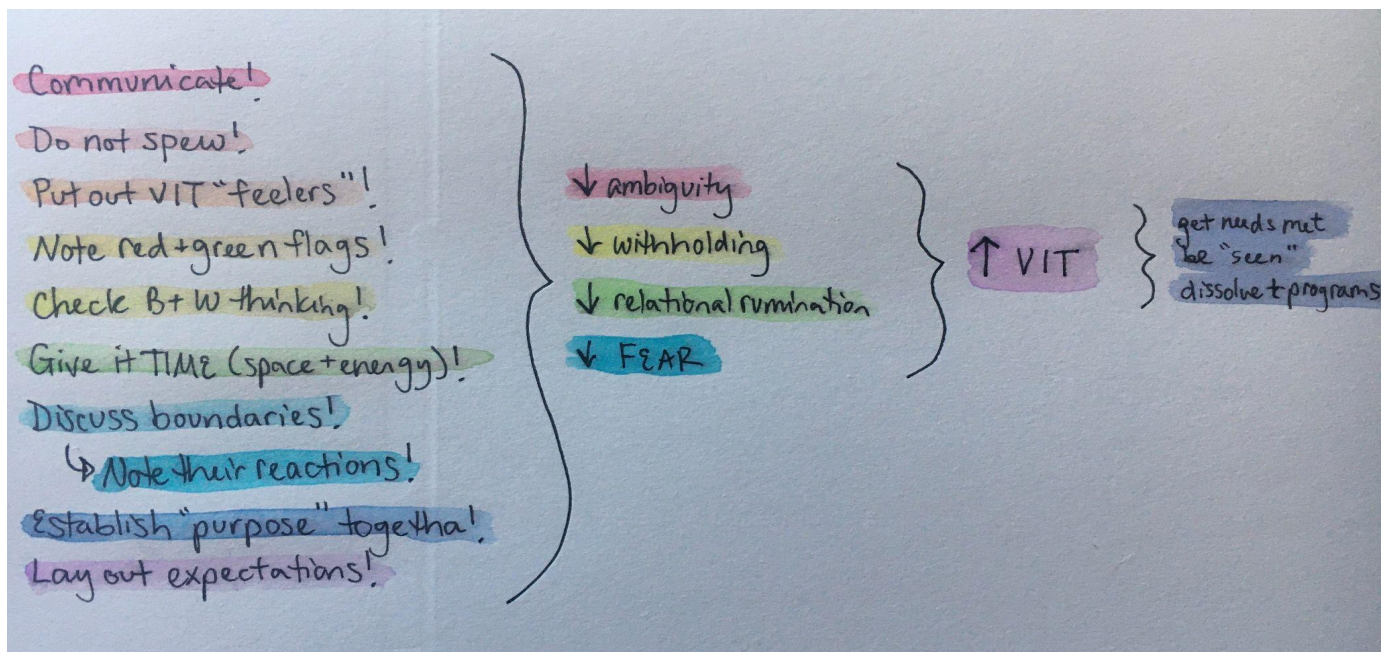 Communicate!
Do not spew!
Put out VIT "feelers"!
Note red + green flags!
Check B + W thinking!
Give it TIME (space + energy)!
Discuss boundaries!
↳ Note their reactions!
Establish "purpose" togetha!
Lay out expectations!
↓ ambiguity
↓ withholding
↓ relational rumination
↓ FEAR
↑ VIT
get needs met
be "seen"
dissolve t programs